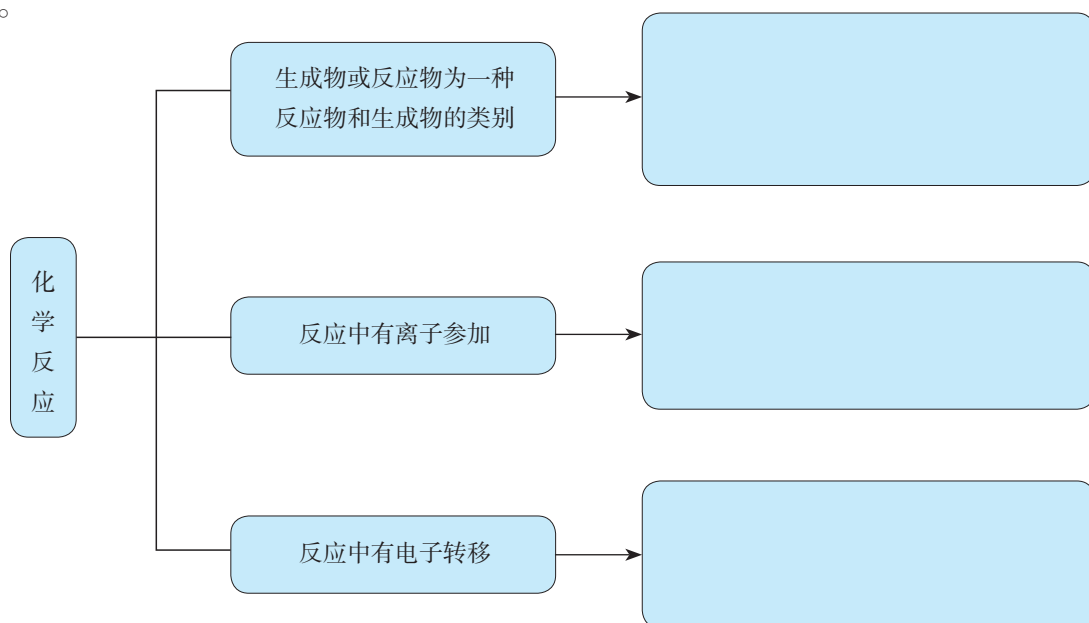 。
生成物或反应物为一种
反应物和生成物的类别
化
学
反
应
反应中有离子参加
反应中有电子转移